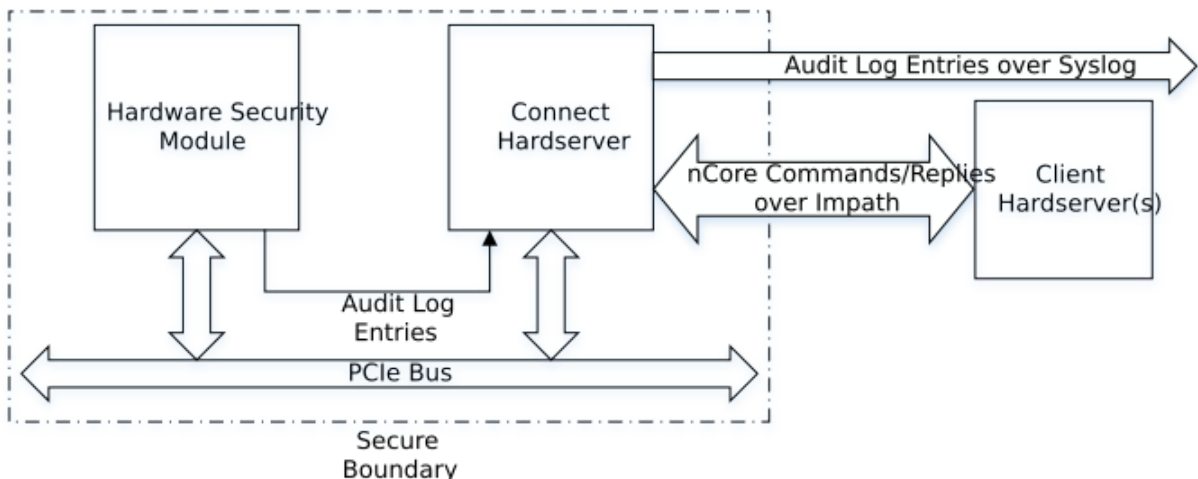 Audit Log Entries over Syslog
Hardware Security
Module
Connect
Hardserver
nCore Commands/Replies
over Impath
Client
Hardserver(s)
Audit Log
Entries
PCIe Bus
Secure
Boundary